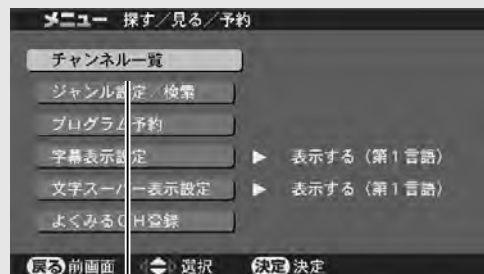 メニュー 探す/見る/予約
チャンネル一覧
ジャンル設定/検索
プログラム予約
字幕表示設定 ▶ 表示する(第1言語)
文字スーパー表示設定 ▶ 表示する(第1言語)
よくみるCH登録
戻る 前画面 選択 決定 決定